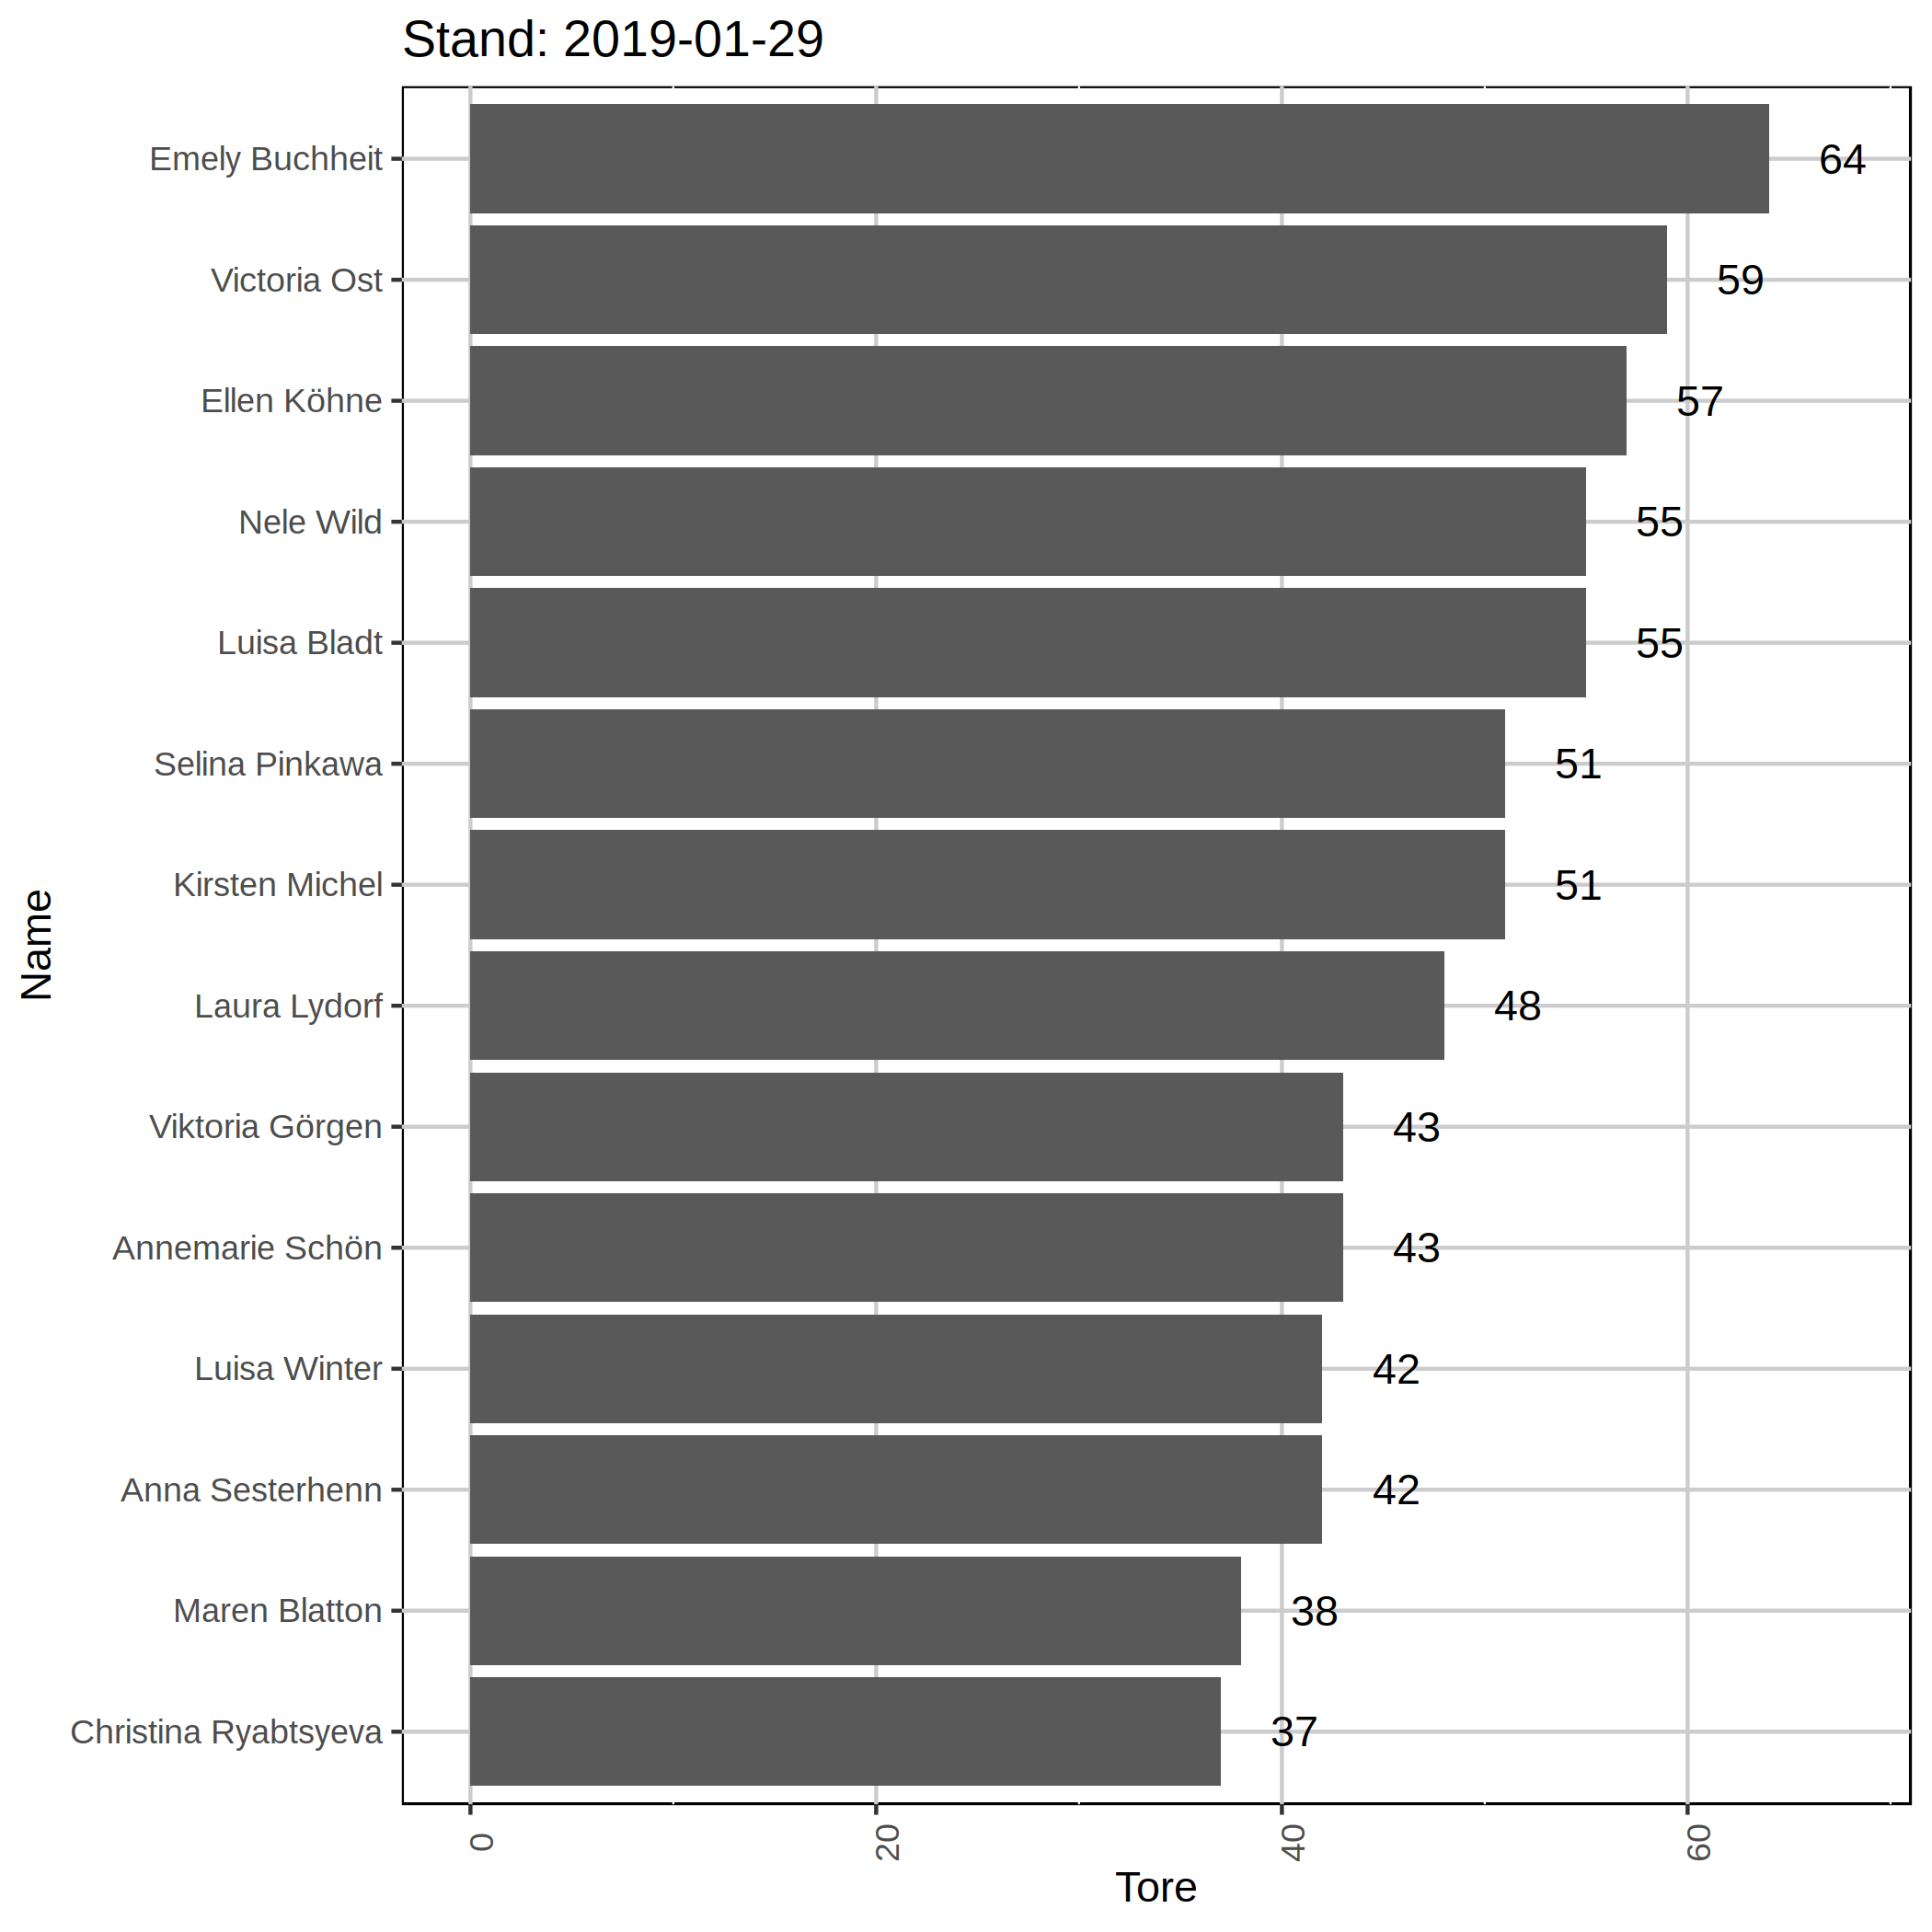 Stand: 2019-01-29
Emely Buchheit 64
Victoria Ost 59
Ellen Köhne 57
Nele Wild 55
Luisa Bladt 55
Selina Pinkawa 51
Kirsten Michel 51
Laura Lydorf 48
Viktoria Görgen 43
Annemarie Schön 43
Luisa Winter 42
Anna Sesterhenn 42
Maren Blatton 38
Christina Ryabtsyeva 37
Name
0 20 40 60
Tore